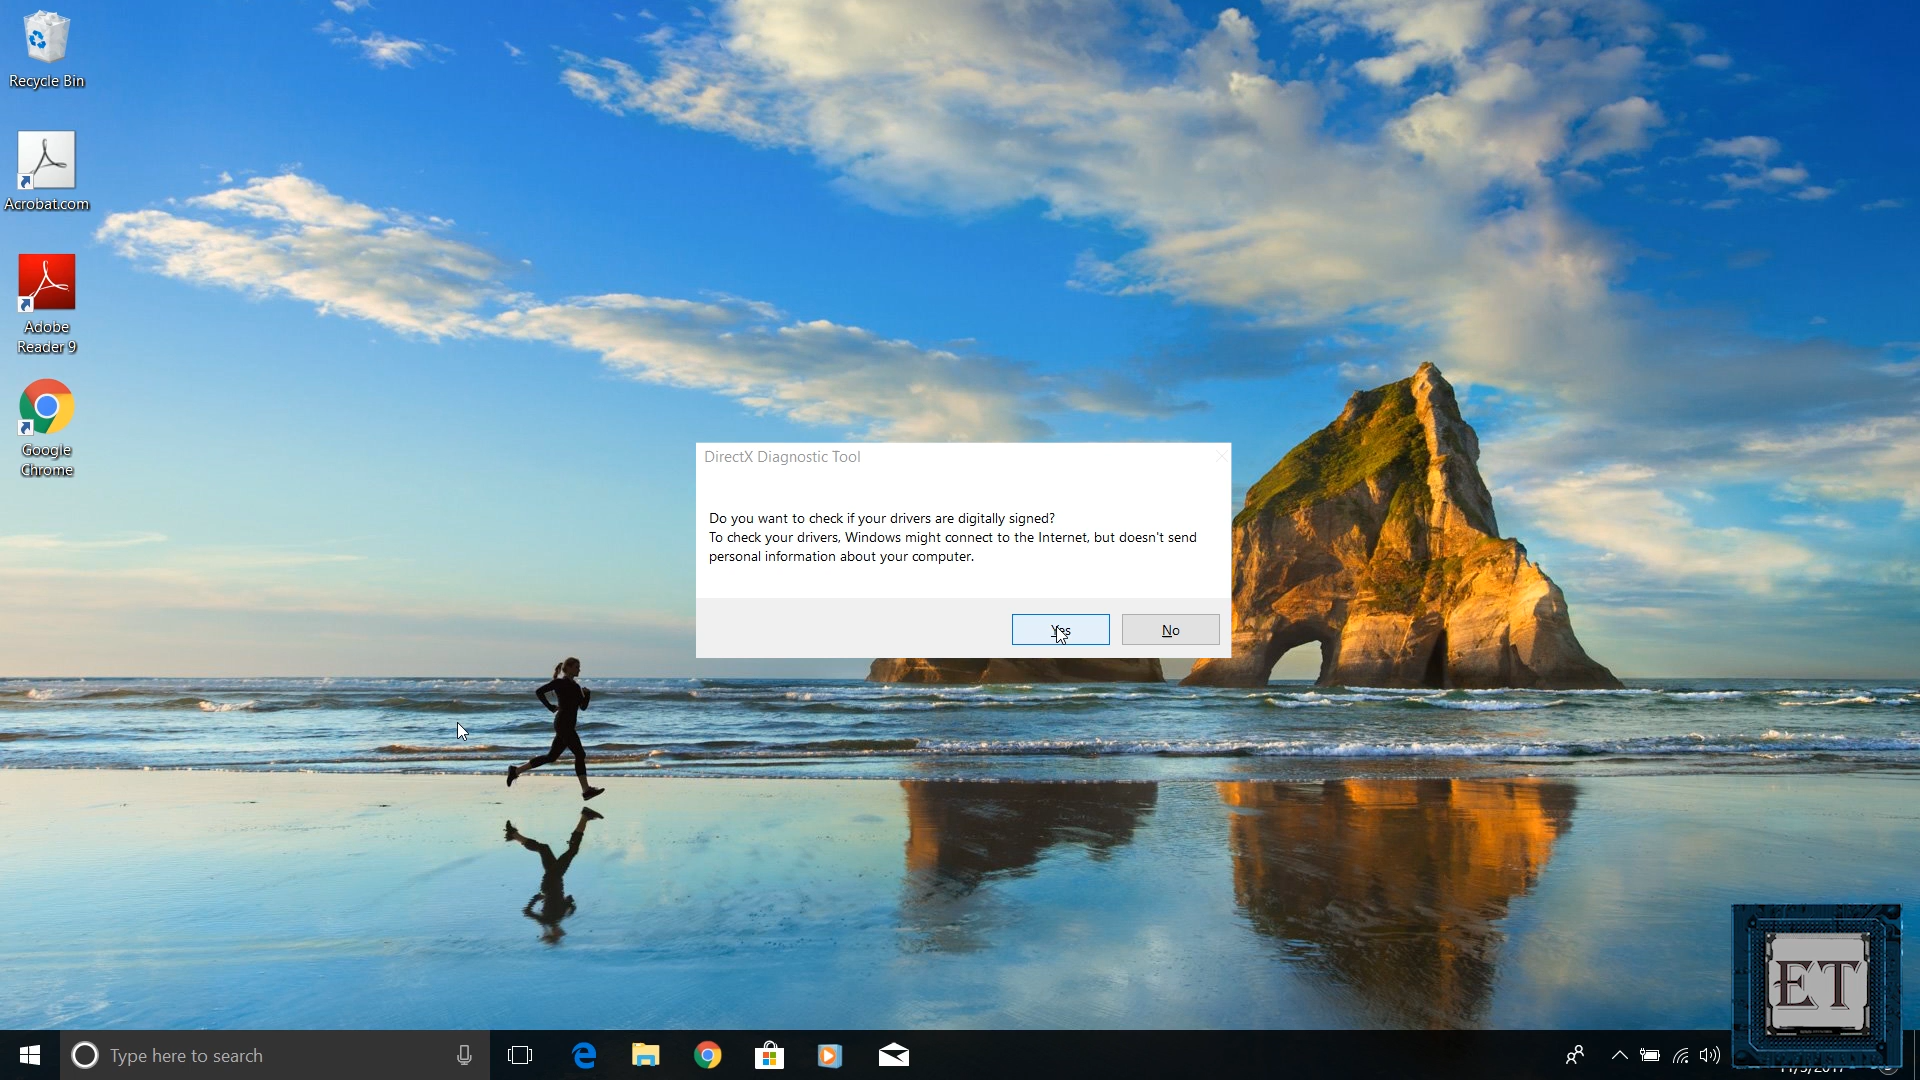 Recycle Bin
Acrobat.com
Adobe
Reader 9
Google
Chrome
DirectX Diagnostic Tool
Do you want to check if your drivers are digitally signed?
To check your drivers, Windows might connect to the Internet, but doesn't send
personal information about your computer.
Yes
No
ET
Type here to search